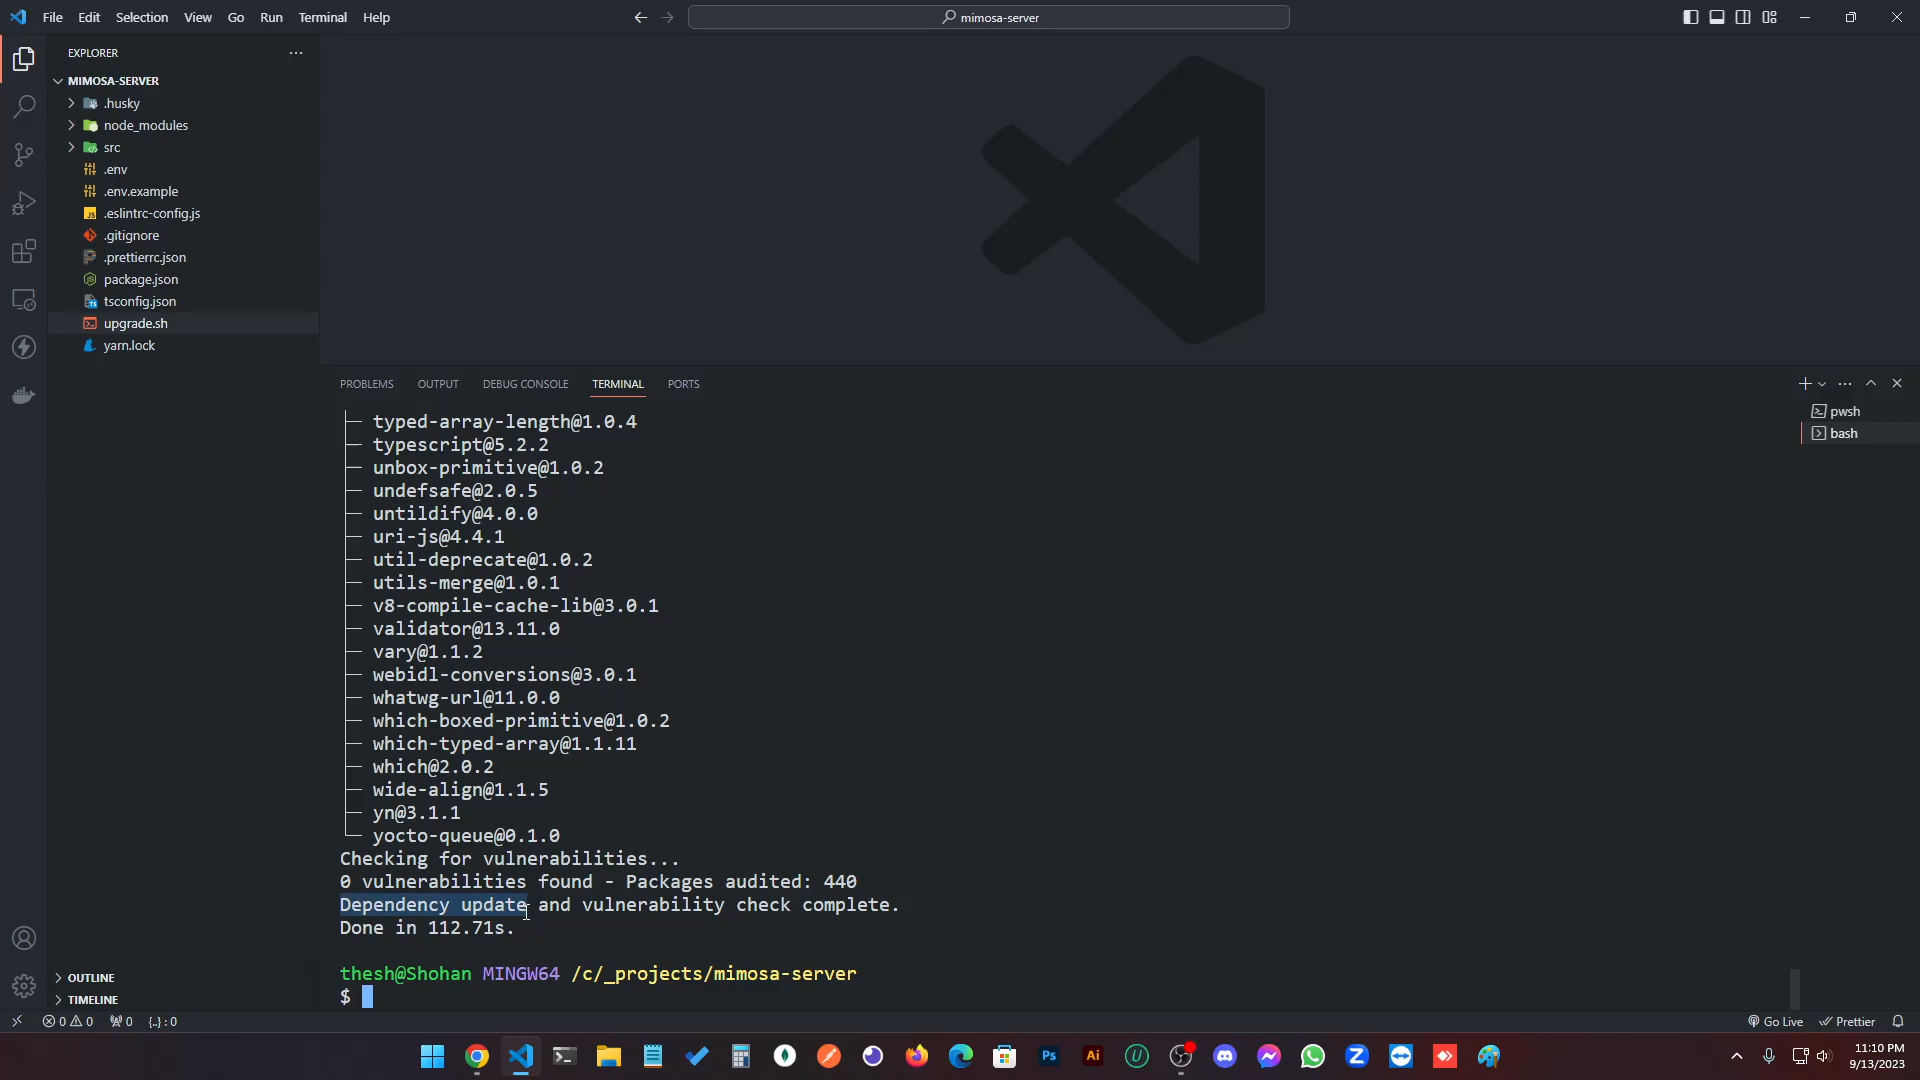 File Edit Selection View Go Run Terminal Help
mimosa-server
EXPLORER
MIMOSA-SERVER
.husky
node_modules
src
.env
.env.example
.eslintrc-config.js
.gitignore
.prettierrc.json
package.json
tsconfig.json
upgrade.sh
yarn.lock
PROBLEMS OUTPUT DEBUG CONSOLE TERMINAL PORTS
pwsh
bash
typed-array-length@1.0.4
typescript@5.2.2
unbox-primitive@1.0.2
undefsafe@2.0.5
untildify@4.0.0
uri-js@4.4.1
util-deprecate@1.0.2
utils-merge@1.0.1
v8-compile-cache-lib@3.0.1
validator@13.11.0
vary@1.1.2
webidl-conversions@3.0.1
whatwg-url@11.0.0
which-boxed-primitive@1.0.2
which-typed-array@1.1.11
which@2.0.2
wide-align@1.1.5
yn@3.1.1
yocto-queue@0.1.0
Checking for vulnerabilities...
0 vulnerabilities found - Packages audited: 440
Dependency update and vulnerability check complete.
Done in 112.71s.
thesh@Shohan MINGW64 /c/_projects/mimosa-server
$
OUTLINE
TIMELINE
0 0 0 {..} : 0
Go Live Prettier
Ps Ai
11:10 PM
9/13/2023